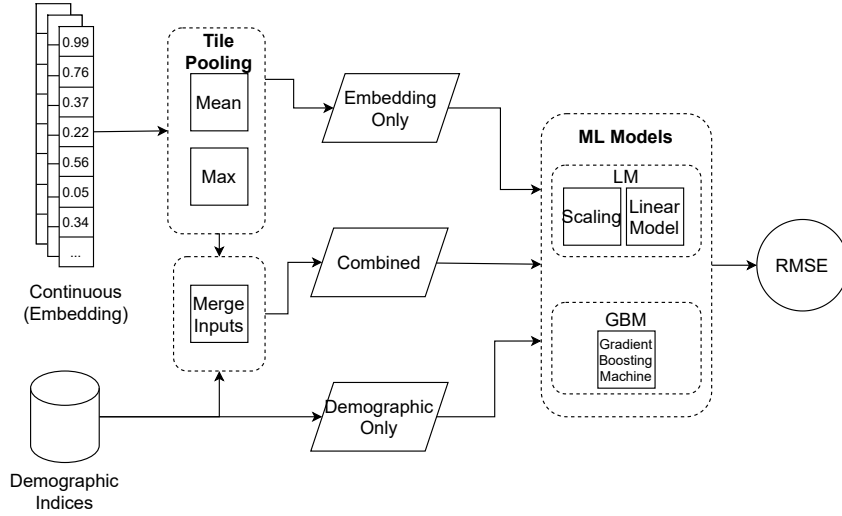 0.99
0.76
0.37
0.22
0.56
0.05
0.34
...
Continuous
(Embedding)
Tile
Pooling
Mean
Max
Merge
Inputs
Demographic
Indices
Embedding
Only
Combined
Demographic
Only
ML Models
LM
Scaling
Linear
Model
GBM
Gradient
Boosting
Machine
RMSE